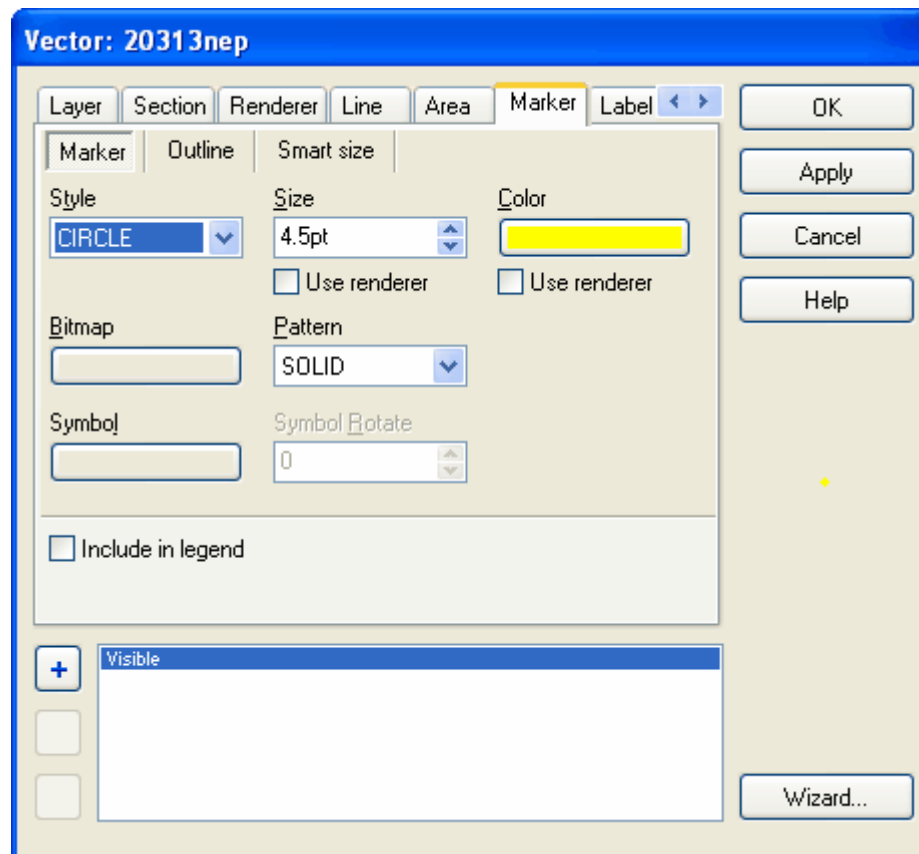 Vector: 20313nep
Layer Section Renderer Line Area Marker Label
OK
Marker Outline Smart size
Apply
Style Size Color
CIRCLE 4.5pt
Cancel
Use renderer Use renderer
Help
Bitmap Pattern
SOLID
Symbol Symbol Rotate
0
Include in legend
+ Visible
Wizard...